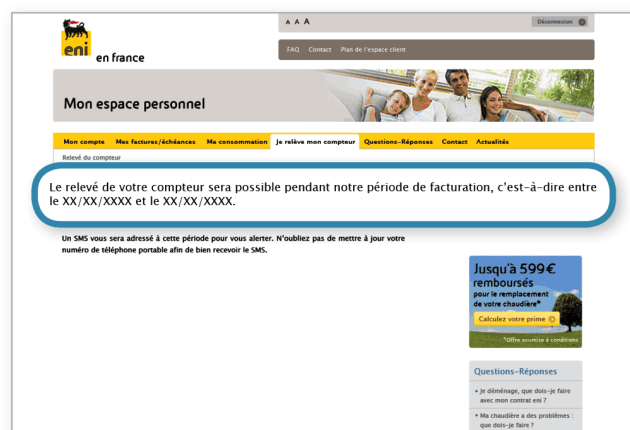 A A A
Déconnexion
eni en france
FAQ Contact Plan de l'espace client
Mon espace personnel
Mon compte Mes factures/échéances Ma consommation Je relève mon compteur Questions-Réponses Contact Actualités
Relevé du compteur
Le relevé de votre compteur sera possible pendant notre période de facturation, c'est-à-dire entre
le XX/XX/XXXX et le XX/XX/XXXX.
Un SMS vous sera adressé à cette période pour vous alerter. N'oubliez pas de mettre à jour votre
numéro de téléphone portable afin de bien recevoir le SMS.
Jusqu'à 599€
remboursés
pour le remplacement
de votre chaudière*
Calculez votre prime
*Offre soumise à conditions
Questions-Réponses
+ Je déménage, que dois-je faire
avec mon contrat eni ?
+ Ma chaudière a des problèmes :
que dois-je faire ?